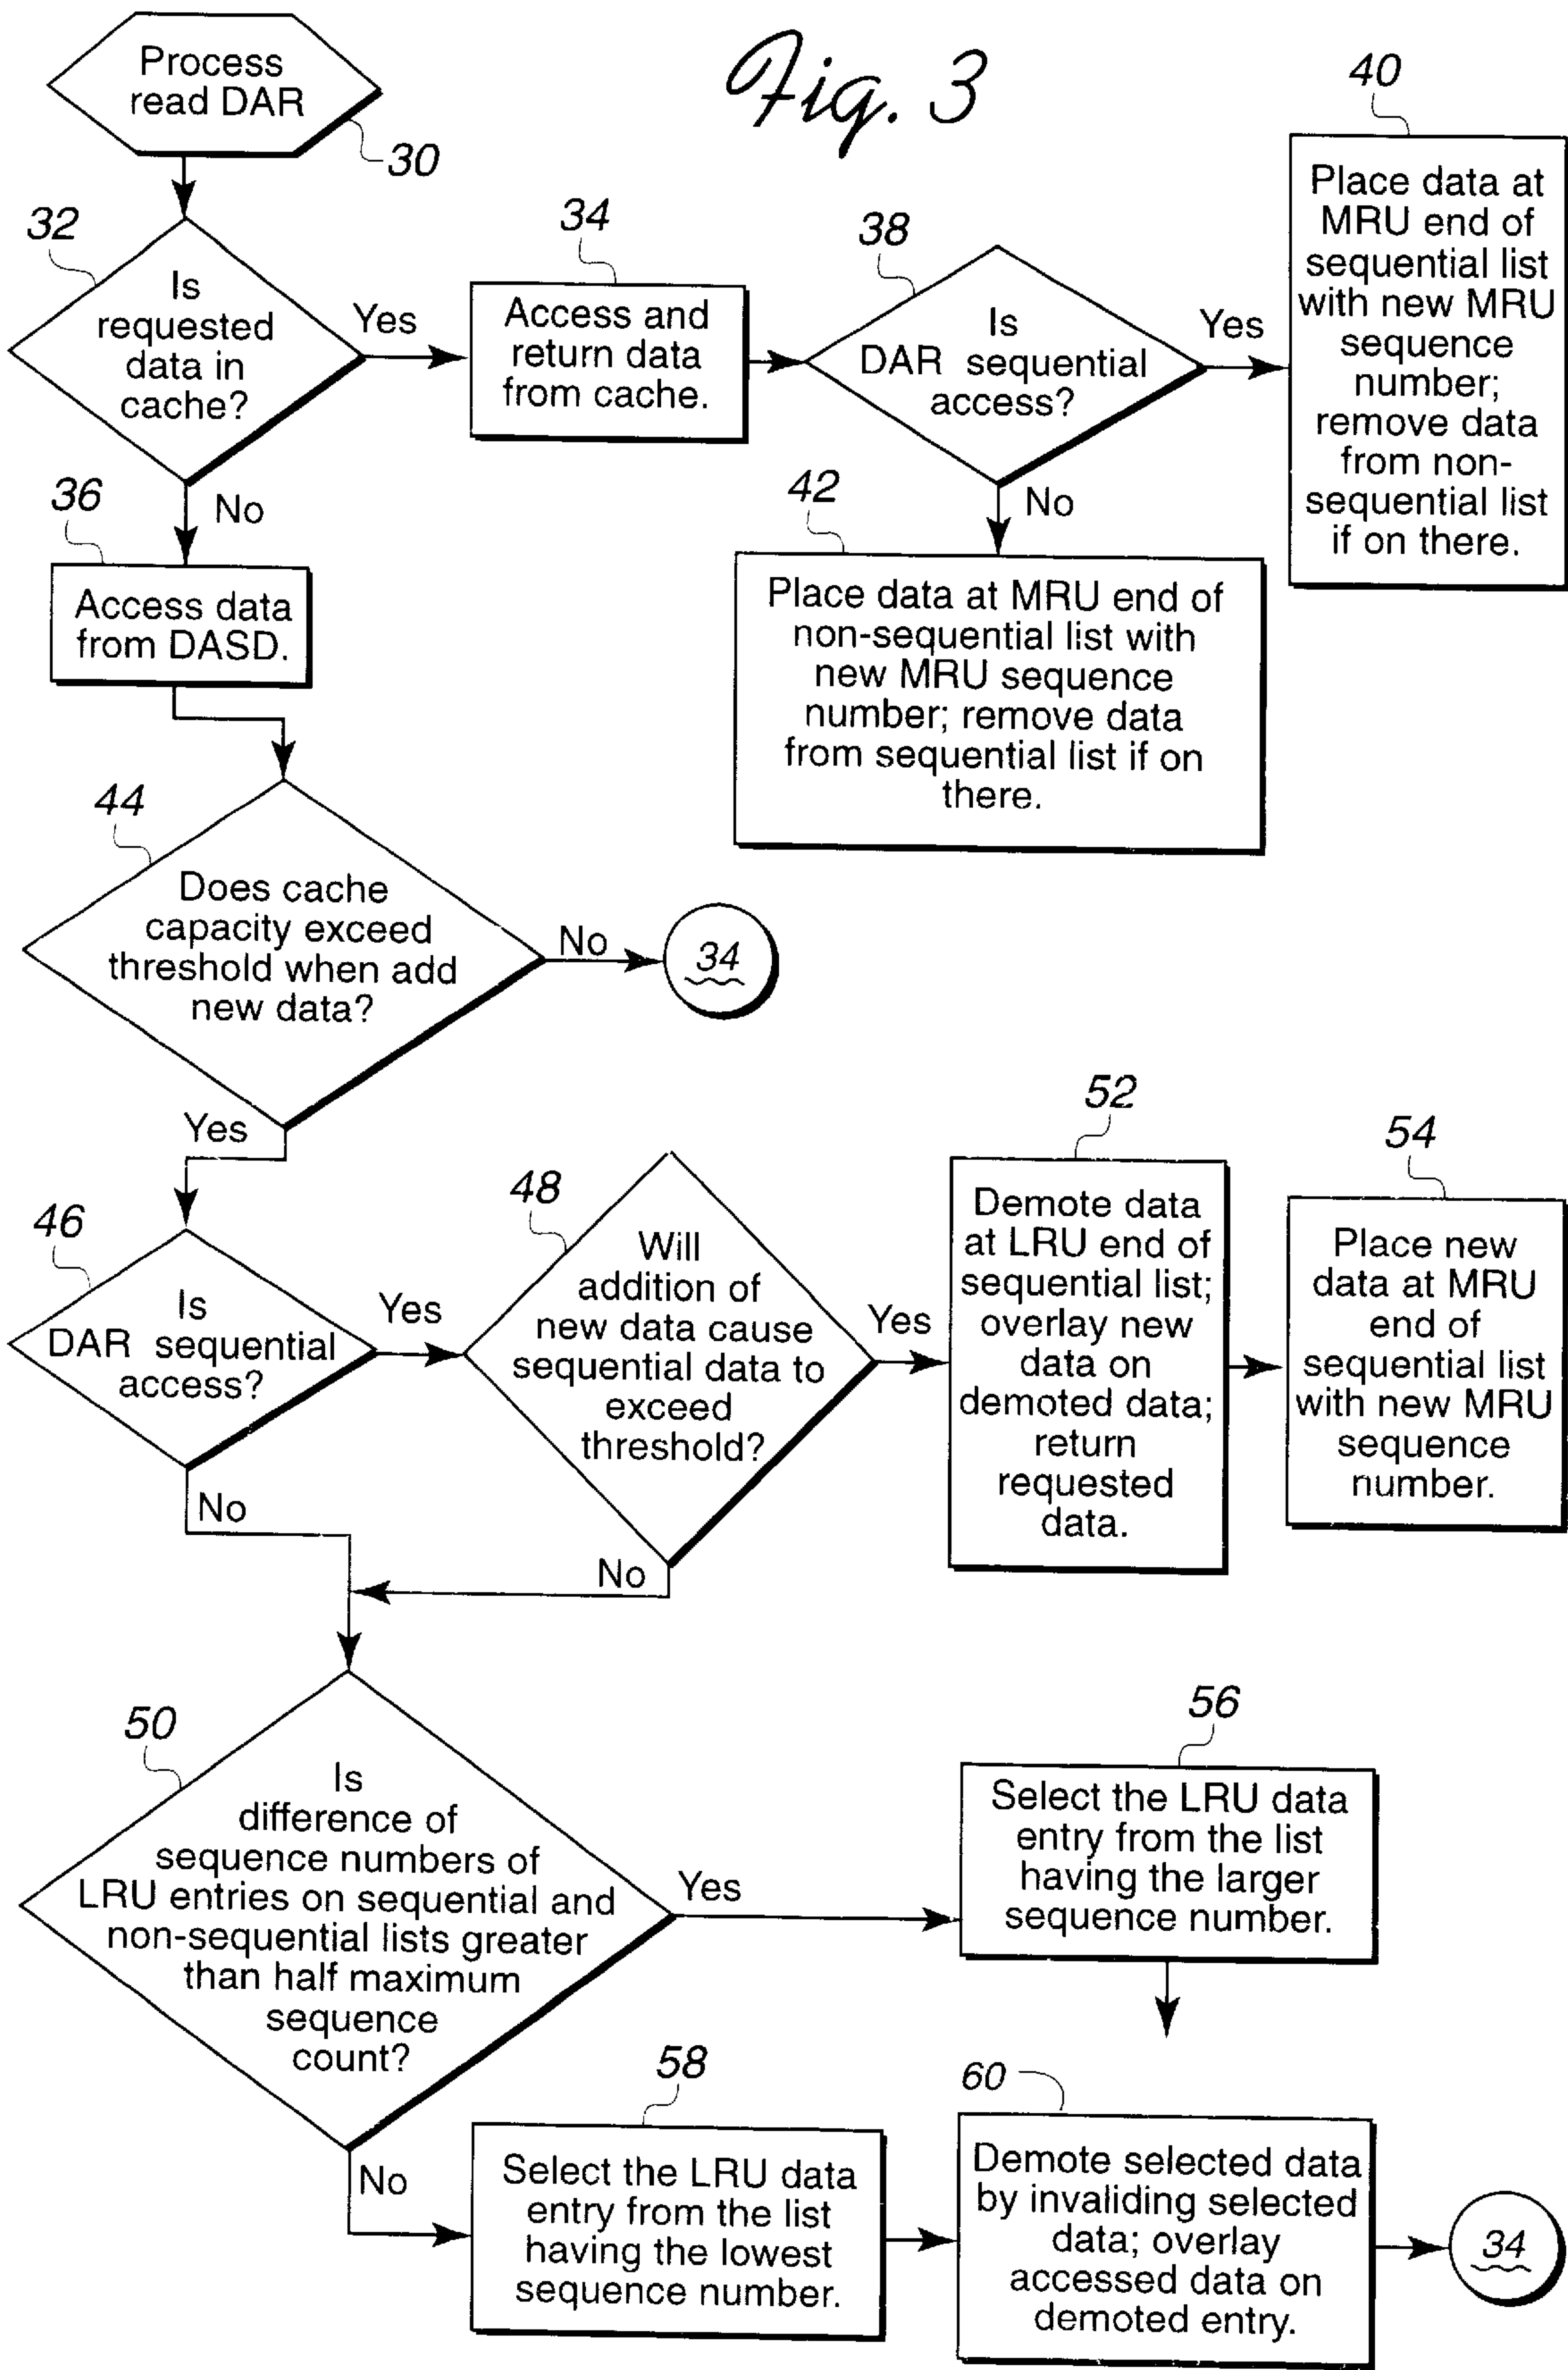 Fig. 3
Process
read DAR
30
32
Is
requested
data in
cache?
Yes
No
34
Access and
return data
from cache.
38
Is
DAR sequential
access?
Yes
No
40
Place data at
MRU end of
sequential list
with new MRU
sequence
number;
remove data
from non-
sequential list
if on there.
42
Place data at MRU end of
non-sequential list with
new MRU sequence
number; remove data
from sequential list if on
there.
36
Access data
from DASD.
44
Does cache
capacity exceed
threshold when add
new data?
No
34
Yes
46
Is
DAR sequential
access?
Yes
No
48
Will
addition of
new data cause
sequential data to
exceed
threshold?
Yes
No
52
Demote data
at LRU end of
sequential list;
overlay new
data on
demoted data;
return
requested
data.
54
Place new
data at MRU
end of
sequential list
with new MRU
sequence
number.
50
Is
difference of
sequence numbers of
LRU entries on sequential and
non-sequential lists greater
than half maximum
sequence
count?
Yes
No
56
Select the LRU data
entry from the list
having the larger
sequence number.
58
Select the LRU data
entry from the list
having the lowest
sequence number.
60
Demote selected data
by invaliding selected
data; overlay
accessed data on
demoted entry.
34